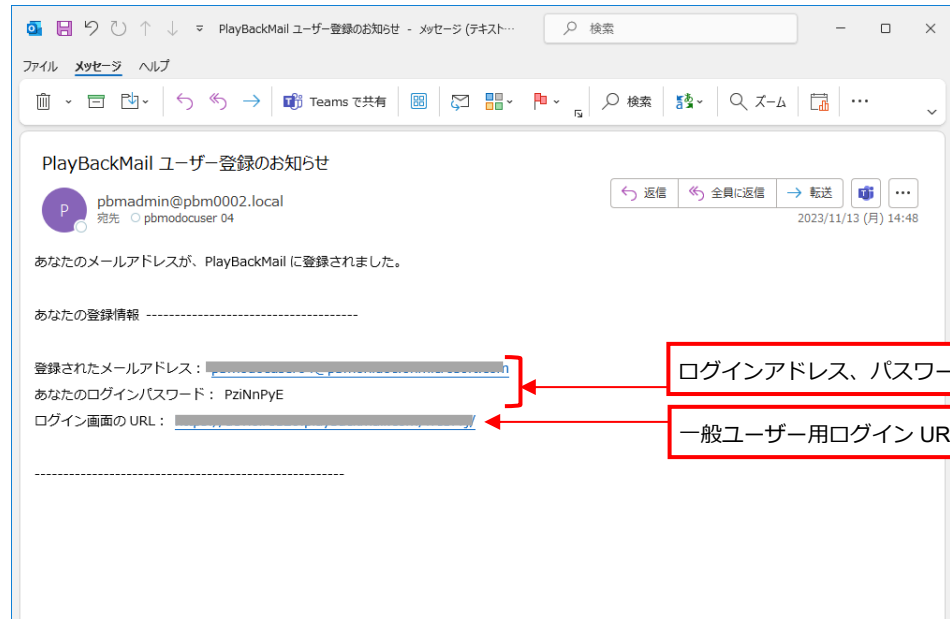 PlayBackMail ユーザー登録のお知らせ - メッセージ (テキスト…
検索
ファイル メッセージ ヘルプ
Teams で共有
検索
ズーム
PlayBackMail ユーザー登録のお知らせ
P
pbmadmin@pbm0002.local
宛先 pbmodocuser 04
返信 全員に返信 転送
2023/11/13 (月) 14:48
あなたのメールアドレスが、PlayBackMail に登録されました。
あなたの登録情報 -------------------------------------
登録されたメールアドレス：
ログインアドレス、パスワー
あなたのログインパスワード： PziNnPyE
ログイン画面の URL：
一般ユーザー用ログイン UR
------------------------------------------------------